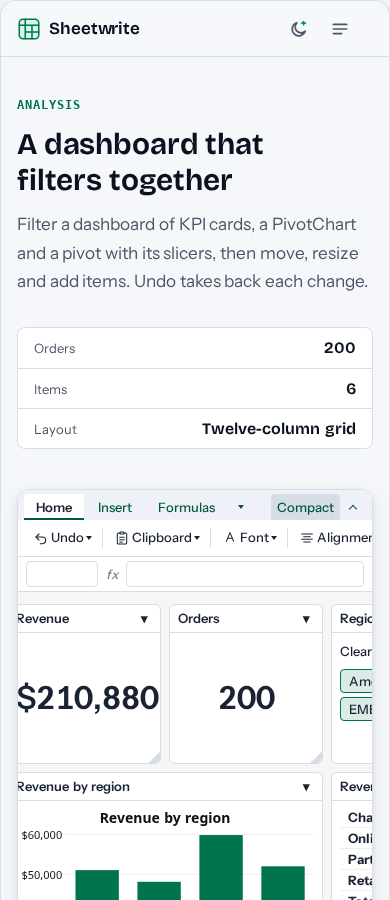 Sheetwrite
ANALYSIS
A dashboard that
filters together
Filter a dashboard of KPI cards, a PivotChart
and a pivot with its slicers, then move, resize
and add items. Undo takes back each change.
Orders 200
Items 6
Layout Twelve-column grid
Home Insert Formulas Compact
Undo Clipboard A Font Alignmen
fx
Revenue Orders Regio
Clear
$210,880 200 Ame
EME
Revenue by region Reven
Revenue by region
$60,000
$50,000
Cha
Onli
Part
Reta